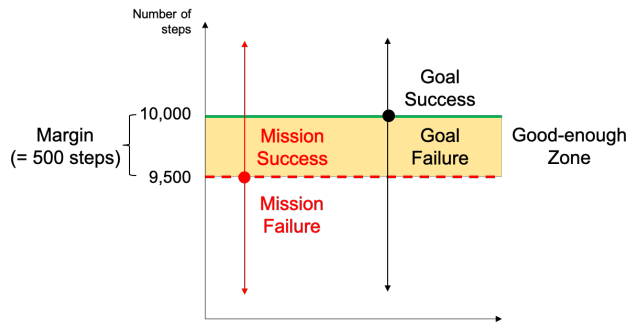 Number of
steps
Goal
Success
10,000
Margin
(= 500 steps)
Mission
Success
Goal
Failure
Good-enough
Zone
9,500
Mission
Failure